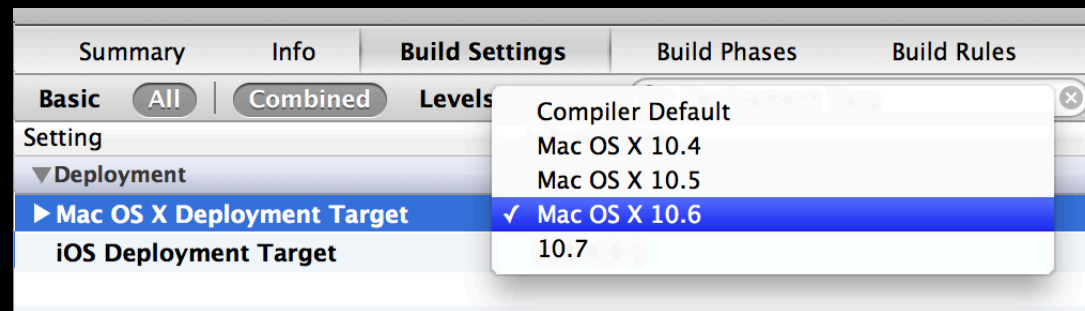 Summary Info Build Settings Build Phases Build Rules
Basic All Combined Levels
Compiler Default
Setting
Mac OS X 10.4
Deployment
Mac OS X 10.5
Mac OS X Deployment Target ✓ Mac OS X 10.6
iOS Deployment Target 10.7